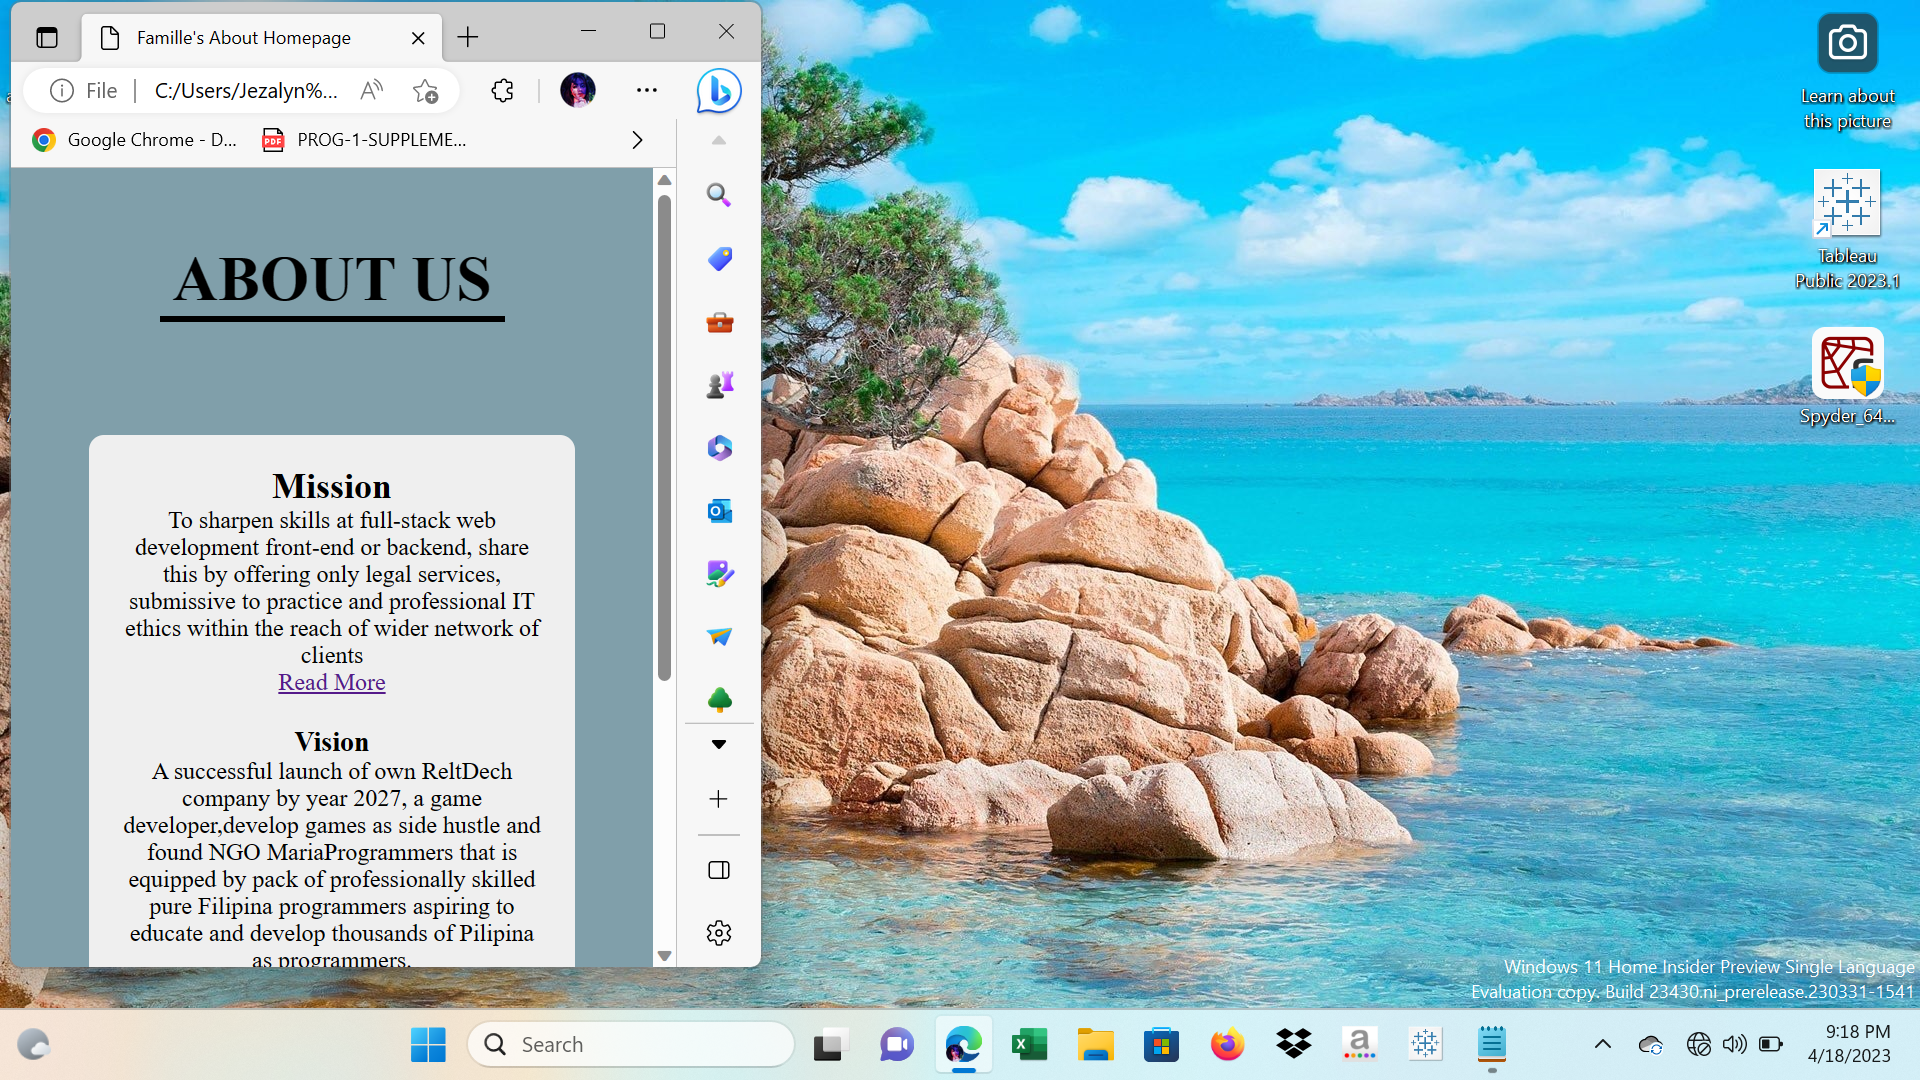 Famille's About Homepage
File
C:/Users/Jezalyn%...
Google Chrome - D...
PDF
PROG-1-SUPPLEME...
ABOUT US
Mission
To sharpen skills at full-stack web
development front-end or backend, share
this by offering only legal services,
submissive to practice and professional IT
ethics within the reach of wider network of
clients
Read More
Vision
A successful launch of own ReltDech
company by year 2027, a game
developer,develop games as side hustle and
found NGO MariaProgrammers that is
equipped by pack of professionally skilled
pure Filipina programmers aspiring to
educate and develop thousands of Pilipina
as programmers.
Learn about
this picture
Tableau
Public 2023.1
Spyder_64...
Windows 11 Home Insider Preview Single Language
Evaluation copy. Build 23430.ni_prerelease.230331-1541
Search
9:18 PM
4/18/2023